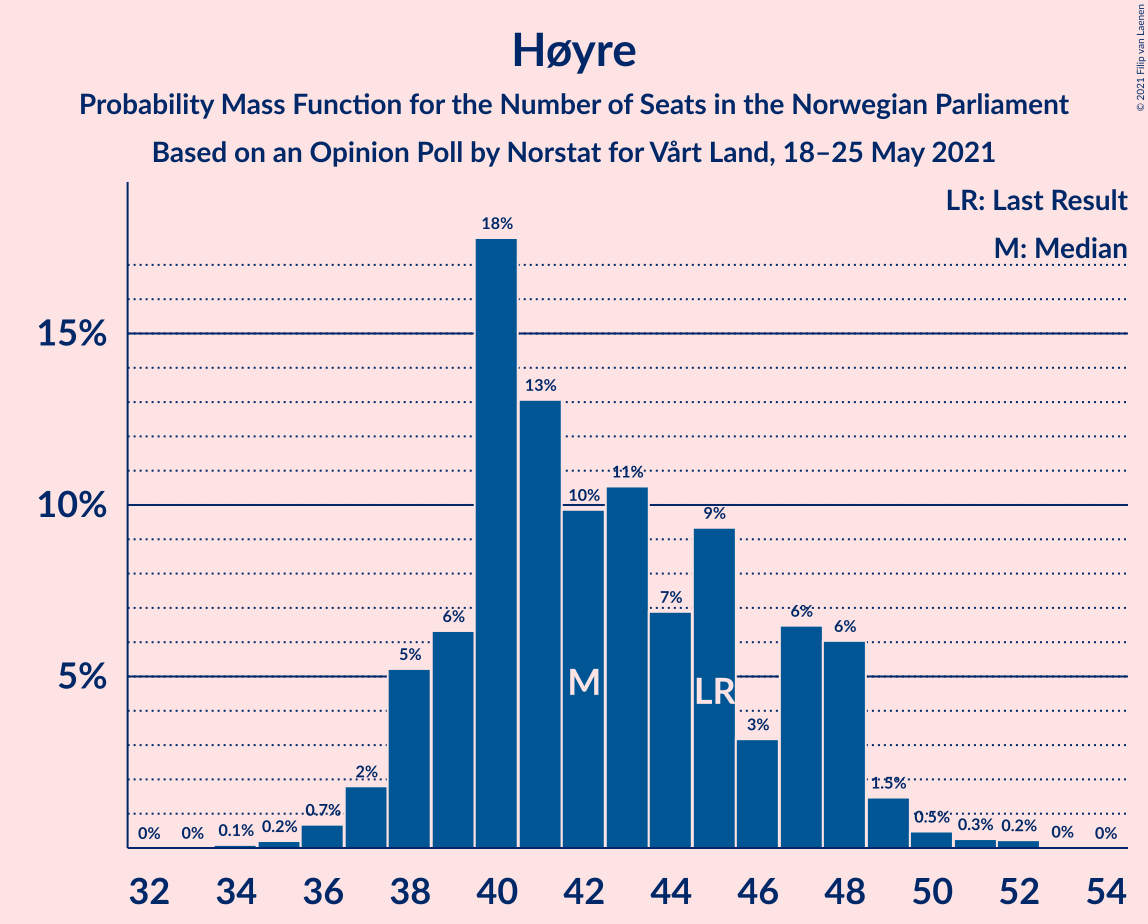 Høyre
Probability Mass Function for the Number of Seats in the Norwegian Parliament
Based on an Opinion Poll by Norstat for Vårt Land, 18–25 May 2021
© 2021 Filip van Laenen
LR: Last Result
M: Median
15%
10%
5%
0% 0% 0.1% 0.2% 0.7% 2% 5% 6% 18% 13% 10% 11% 7% 9% 3% 6% 6% 1.5% 0.5% 0.3% 0.2% 0% 0%
M LR
32 34 36 38 40 42 44 46 48 50 52 54